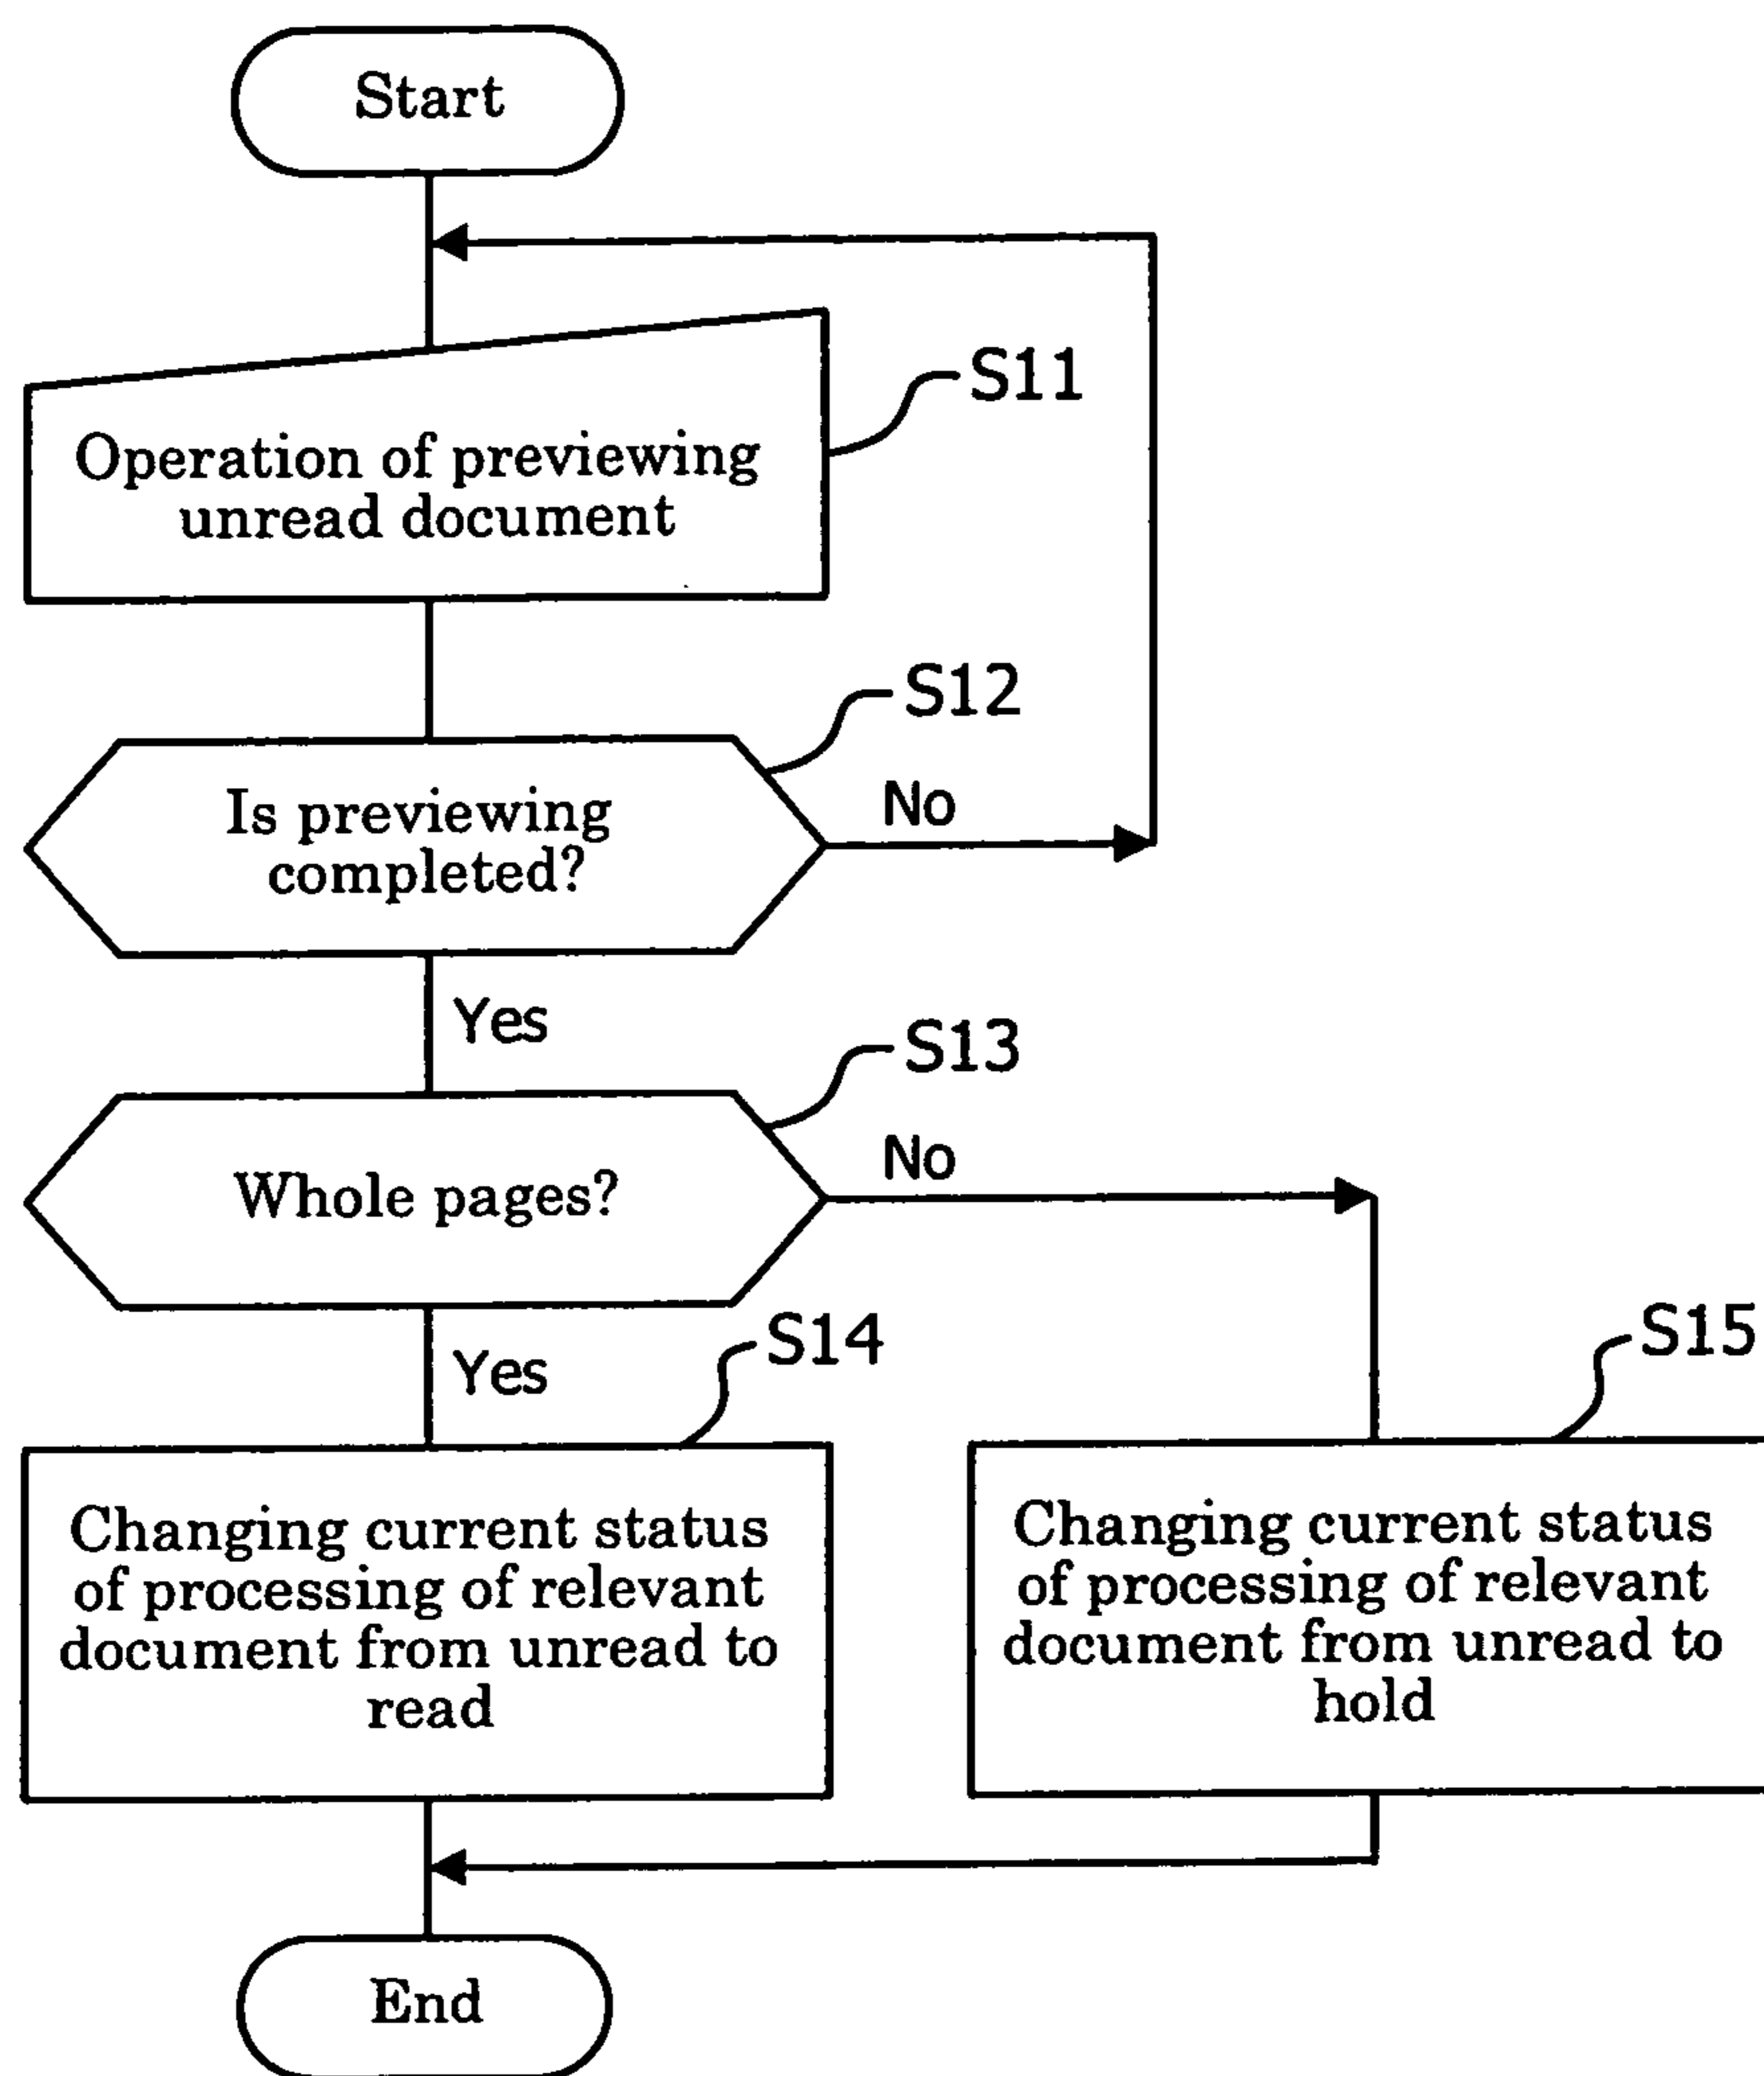 Start
S11
Operation of previewing
unread document
S12
Is previewing
completed?
No
Yes
S13
Whole pages?
No
Yes
S14
S15
Changing current status
of processing of relevant
document from unread to
read
Changing current status
of processing of relevant
document from unread to
hold
End